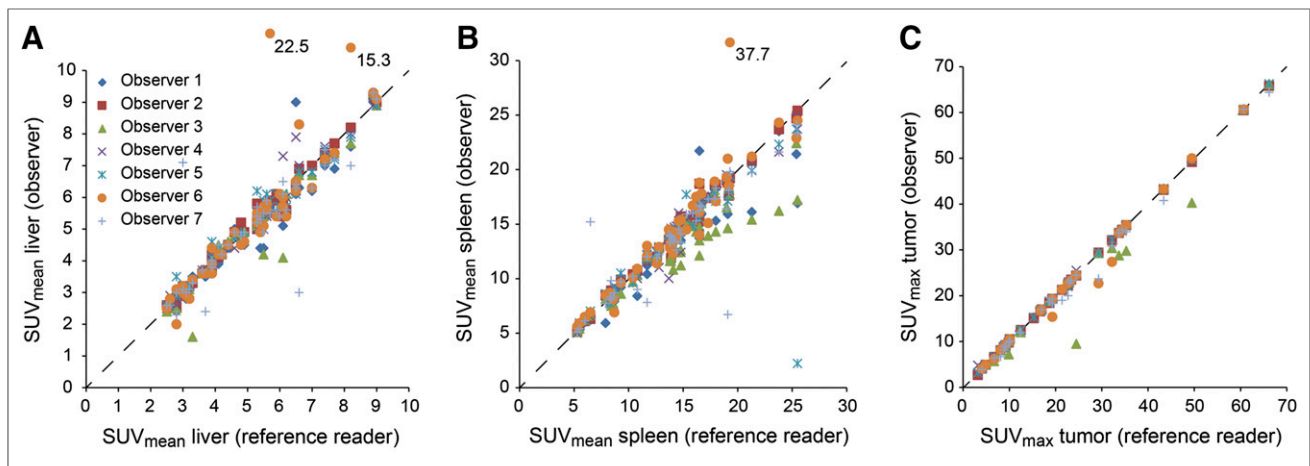 A
22.5
15.3
10
9
8
7
6
5
4
3
2
1
0
Observer 1
Observer 2
Observer 3
Observer 4
Observer 5
Observer 6
Observer 7
SUVmean liver (observer)
0 1 2 3 4 5 6 7 8 9 10
SUVmean liver (reference reader)
B
37.7
30
25
20
15
10
5
0
SUVmean spleen (observer)
0 5 10 15 20 25 30
SUVmean spleen (reference reader)
C
70
60
50
40
30
20
10
0
SUVmax tumor (observer)
0 10 20 30 40 50 60 70
SUVmax tumor (reference reader)